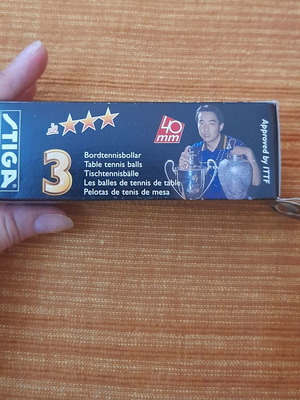 STIGA
40
mm
3
Bordtennisbollar
Table tennis balls
Tischtennisbälle
Les balles de tennis de table
Pelotas de tenis de mesa
Approved by ITTF